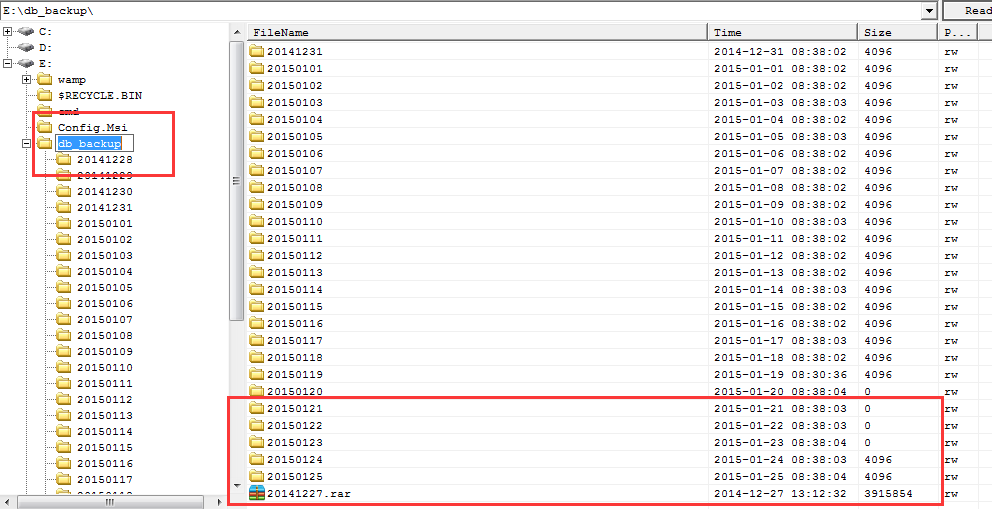 E:\db_backup\
Read
C:
D:
E:
wamp
$RECYCLE.BIN
cmd
Config.Msi
db_backup
20141228
20141229
20141230
20141231
20150101
20150102
20150103
20150104
20150105
20150106
20150107
20150108
20150109
20150110
20150111
20150112
20150113
20150114
20150115
20150116
20150117
FileName Time Size P...
20141231 2014-12-31 08:38:02 4096 rw
20150101 2015-01-01 08:38:02 4096 rw
20150102 2015-01-02 08:38:02 4096 rw
20150103 2015-01-03 08:38:03 4096 rw
20150104 2015-01-04 08:38:02 4096 rw
20150105 2015-01-05 08:38:03 4096 rw
20150106 2015-01-06 08:38:02 4096 rw
20150107 2015-01-07 08:38:02 4096 rw
20150108 2015-01-08 08:38:02 4096 rw
20150109 2015-01-09 08:38:02 4096 rw
20150110 2015-01-10 08:38:03 4096 rw
20150111 2015-01-11 08:38:02 4096 rw
20150112 2015-01-12 08:38:02 4096 rw
20150113 2015-01-13 08:38:02 4096 rw
20150114 2015-01-14 08:38:03 4096 rw
20150115 2015-01-15 08:38:02 4096 rw
20150116 2015-01-16 08:38:02 4096 rw
20150117 2015-01-17 08:38:03 4096 rw
20150118 2015-01-18 08:38:02 4096 rw
20150119 2015-01-19 08:30:36 4096 rw
20150120 2015-01-20 08:38:04 0 rw
20150121 2015-01-21 08:38:03 0 rw
20150122 2015-01-22 08:38:03 0 rw
20150123 2015-01-23 08:38:04 0 rw
20150124 2015-01-24 08:38:03 4096 rw
20150125 2015-01-25 08:38:04 4096 rw
20141227.rar 2014-12-27 13:12:32 3915854 rw